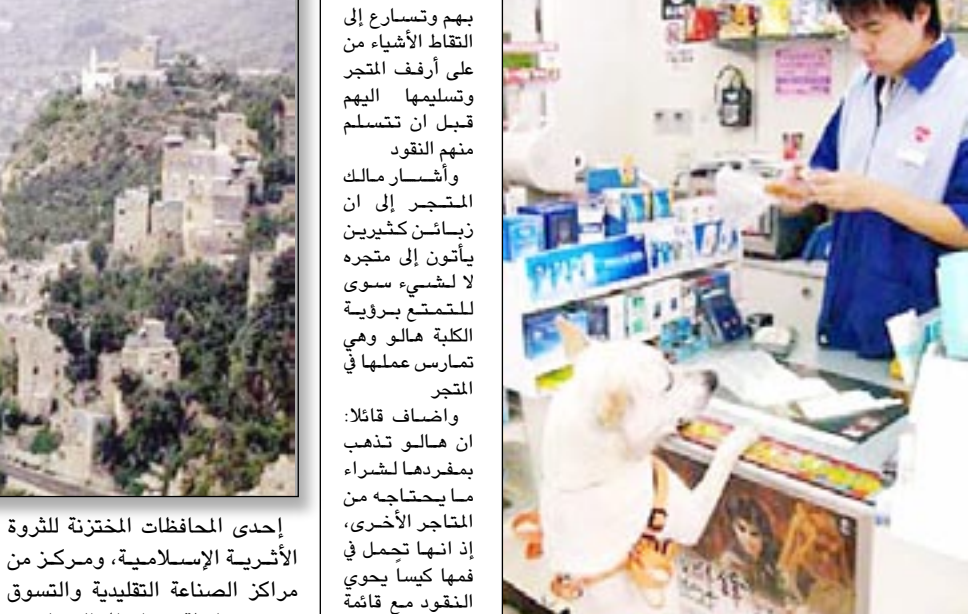 بهم وتسارع إلى
التقاط الأشياء من
على أرفف المتجر
وتسليمها اليهم
قبل ان تتسلم
منهم النقود
وأشار مالك
المتجر إلى ان
زبائن كثيرين
يأتون إلى متجره
لا لشيء سوى
للتمتع برؤية
الكلبة هالو وهي
تمارس عملها في
المتجر
واضاف قائلا:
ان هالو تذهب
بمفردها لشراء
ما يحتاجه من
المتاجر الأخرى،
إذ انها تحمل في
فمها كيساً يحوي
النقود مع قائمة
إحدى المحافظات المختزنة للثروة
الأثرية الإسلامية، ومركز من
مراكز الصناعة التقليدية والتسوق